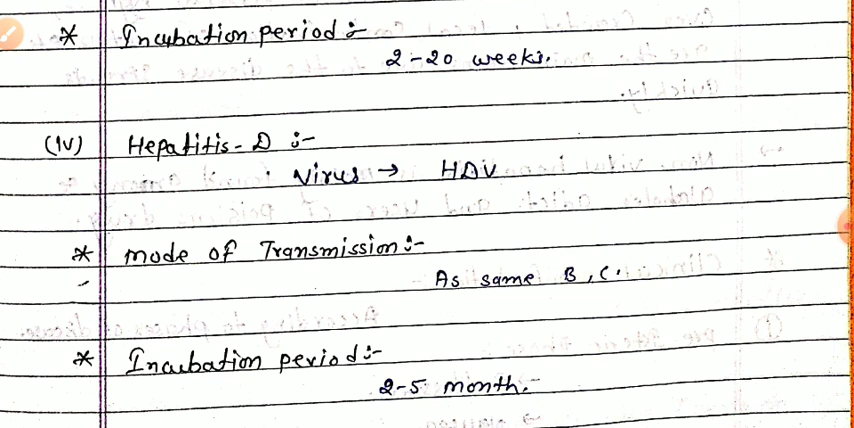 * Incubation period :-
2-20 weeks.
(IV) Hepatitis - D :-
Virus → HDV
* mode of Transmission :-
- As same B, C.
* Incubation period :-
2-5 month.